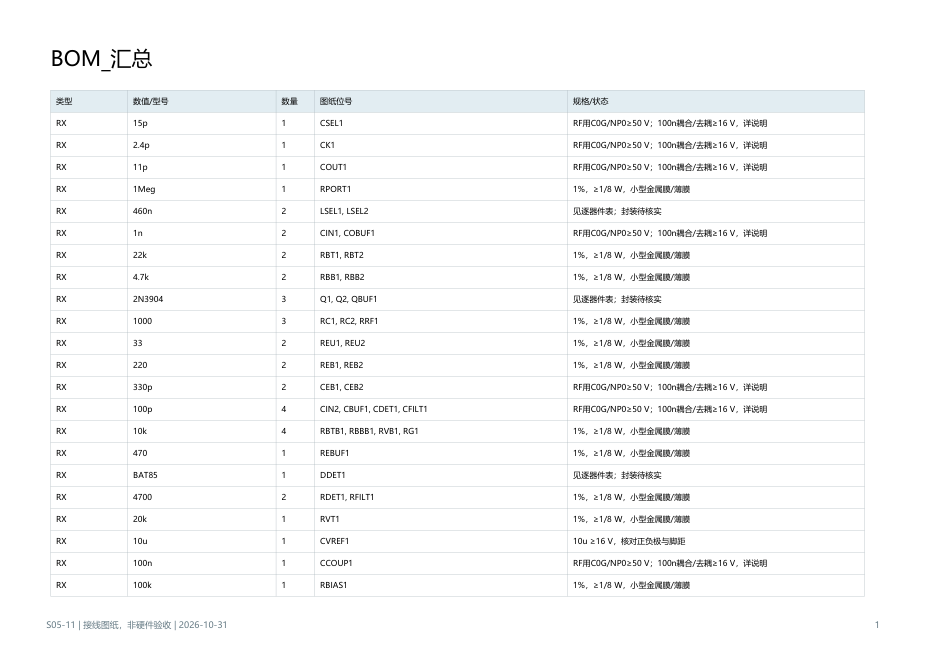 BOM_汇总
类型 数值/型号 数量 图纸位号 规格/状态
RX 15p 1 CSEL1 RF用C0G/NP0≥50 V；100n耦合/去耦≥16 V，详说明
RX 2.4p 1 CK1 RF用C0G/NP0≥50 V；100n耦合/去耦≥16 V，详说明
RX 11p 1 COUT1 RF用C0G/NP0≥50 V；100n耦合/去耦≥16 V，详说明
RX 1Meg 1 RPORT1 1%，≥1/8 W，小型金属膜/薄膜
RX 460n 2 LSEL1, LSEL2 见逐器件表；封装待核实
RX 1n 2 CIN1, COBUF1 RF用C0G/NP0≥50 V；100n耦合/去耦≥16 V，详说明
RX 22k 2 RBT1, RBT2 1%，≥1/8 W，小型金属膜/薄膜
RX 4.7k 2 RBB1, RBB2 1%，≥1/8 W，小型金属膜/薄膜
RX 2N3904 3 Q1, Q2, QBUF1 见逐器件表；封装待核实
RX 1000 3 RC1, RC2, RRF1 1%，≥1/8 W，小型金属膜/薄膜
RX 33 2 REU1, REU2 1%，≥1/8 W，小型金属膜/薄膜
RX 220 2 REB1, REB2 1%，≥1/8 W，小型金属膜/薄膜
RX 330p 2 CEB1, CEB2 RF用C0G/NP0≥50 V；100n耦合/去耦≥16 V，详说明
RX 100p 4 CIN2, CBUF1, CDET1, CFILT1 RF用C0G/NP0≥50 V；100n耦合/去耦≥16 V，详说明
RX 10k 4 RBTB1, RBBB1, RVB1, RG1 1%，≥1/8 W，小型金属膜/薄膜
RX 470 1 REBUF1 1%，≥1/8 W，小型金属膜/薄膜
RX BAT85 1 DDET1 见逐器件表；封装待核实
RX 4700 2 RDET1, RFILT1 1%，≥1/8 W，小型金属膜/薄膜
RX 20k 1 RVT1 1%，≥1/8 W，小型金属膜/薄膜
RX 10u 1 CVREF1 10u ≥16 V，核对正负极与脚距
RX 100n 1 CCOUP1 RF用C0G/NP0≥50 V；100n耦合/去耦≥16 V，详说明
RX 100k 1 RBIAS1 1%，≥1/8 W，小型金属膜/薄膜
S05-11 | 接线图纸，非硬件验收 | 2026-10-31 1